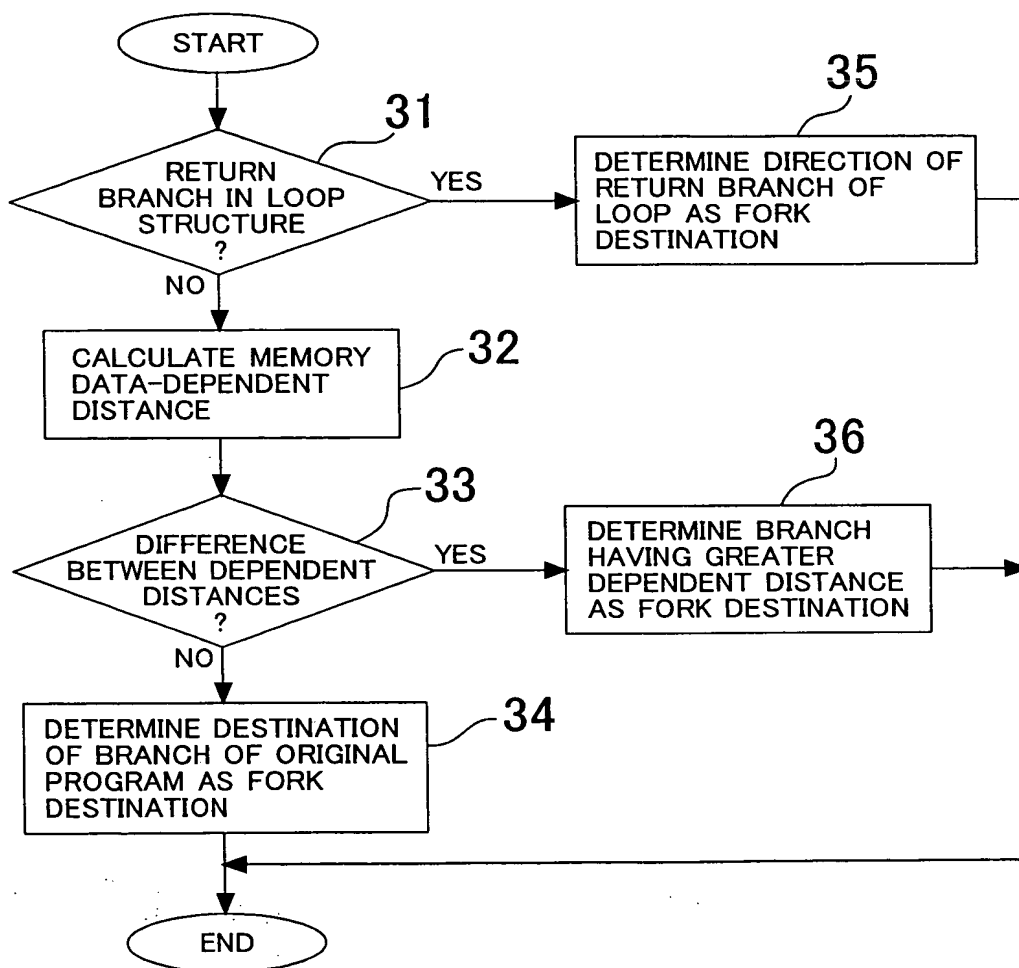 START
31
RETURN
BRANCH IN LOOP
STRUCTURE
?
YES
NO
35
DETERMINE DIRECTION OF
RETURN BRANCH OF
LOOP AS FORK
DESTINATION
32
CALCULATE MEMORY
DATA-DEPENDENT
DISTANCE
33
DIFFERENCE
BETWEEN DEPENDENT
DISTANCES
?
YES
NO
36
DETERMINE BRANCH
HAVING GREATER
DEPENDENT DISTANCE
AS FORK DESTINATION
34
DETERMINE DESTINATION
OF BRANCH OF ORIGINAL
PROGRAM AS FORK
DESTINATION
END